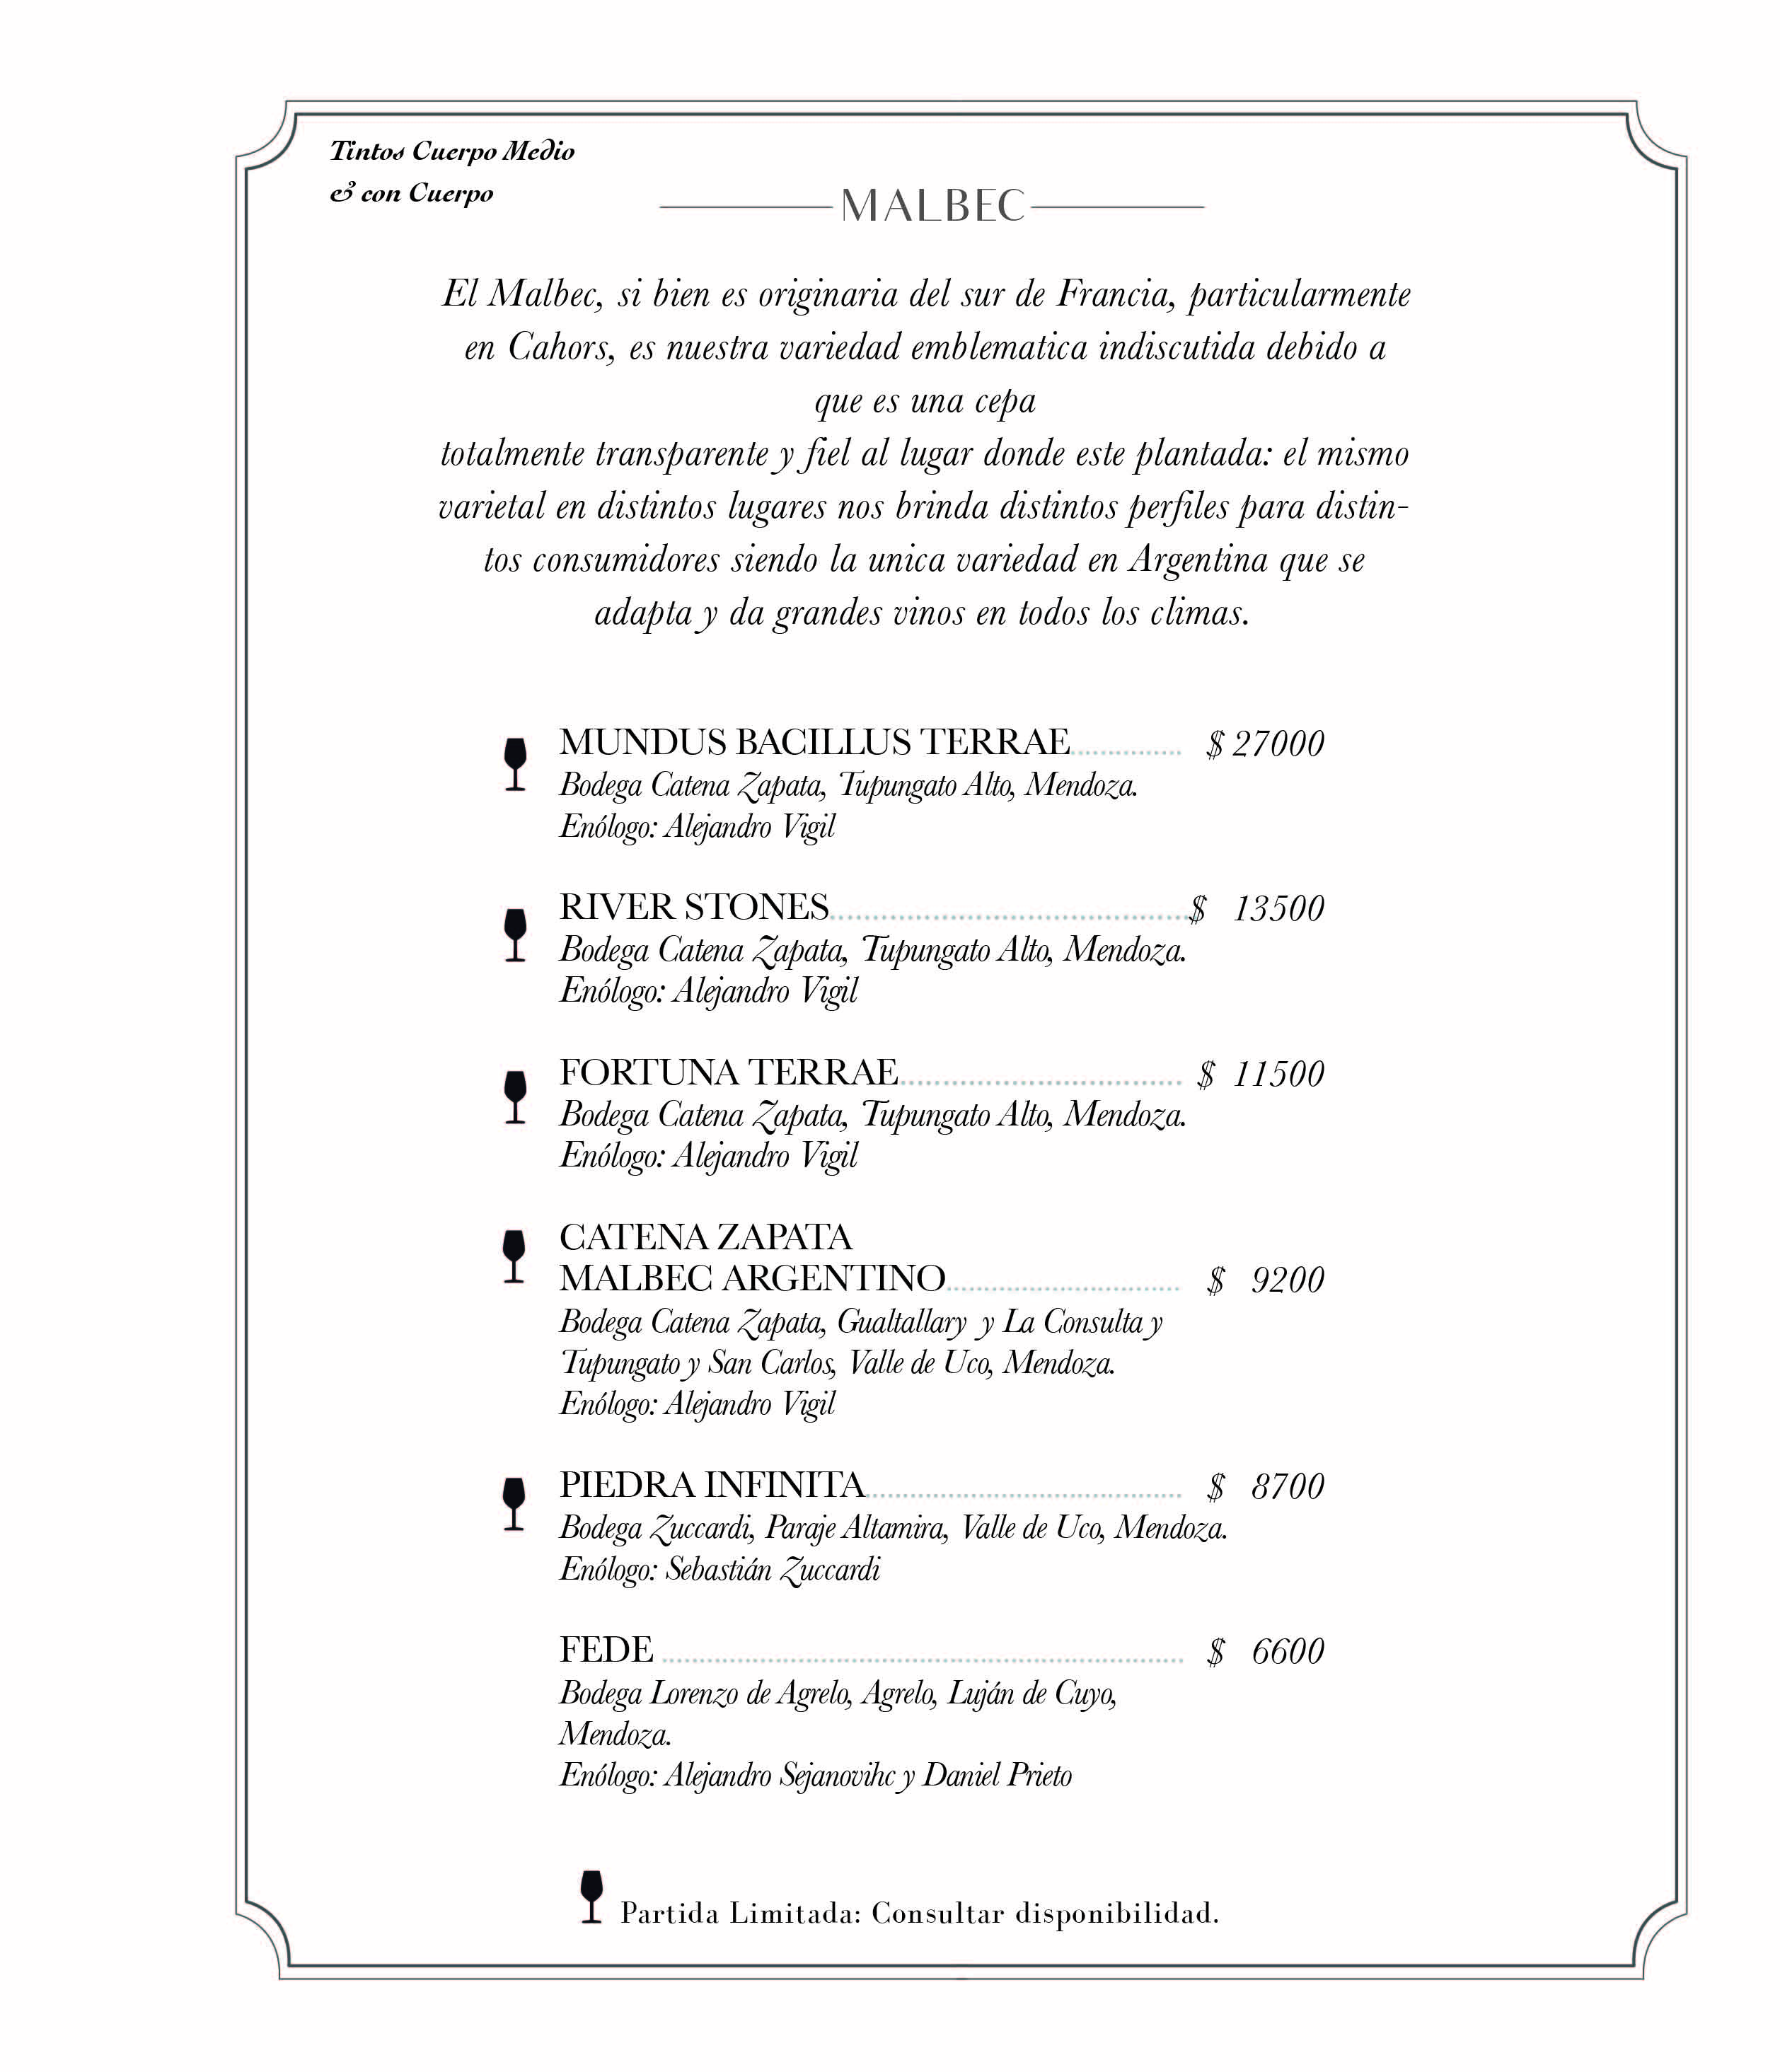 Tintos Cuerpo Medio
& con Cuerpo
MALBEC
El Malbec, si bien es originaria del sur de Francia, particularmente
en Cahors, es nuestra variedad emblematica indiscutida debido a
que es una cepa
totalmente transparente y fiel al lugar donde este plantada: el mismo
varietal en distintos lugares nos brinda distintos perfiles para distin-
tos consumidores siendo la unica variedad en Argentina que se
adapta y da grandes vinos en todos los climas.
MUNDUS BACILLUS TERRAE.............. $ 27000
Bodega Catena Zapata, Tupungato Alto, Mendoza.
Enólogo: Alejandro Vigil
RIVER STONES.......................................$ 13500
Bodega Catena Zapata, Tupungato Alto, Mendoza.
Enólogo: Alejandro Vigil
FORTUNA TERRAE................................... $ 11500
Bodega Catena Zapata, Tupungato Alto, Mendoza.
Enólogo: Alejandro Vigil
CATENA ZAPATA
MALBEC ARGENTINO............................. $ 9200
Bodega Catena Zapata, Gualtallary y La Consulta y
Tupungato y San Carlos, Valle de Uco, Mendoza.
Enólogo: Alejandro Vigil
PIEDRA INFINITA....................................... $ 8700
Bodega Zuccardi, Paraje Altamira, Valle de Uco, Mendoza.
Enólogo: Sebastián Zuccardi
FEDE ................................................................. $ 6600
Bodega Lorenzo de Agrelo, Agrelo, Luján de Cuyo,
Mendoza.
Enólogo: Alejandro Sejanovihc y Daniel Prieto
Partida Limitada: Consultar disponibilidad.